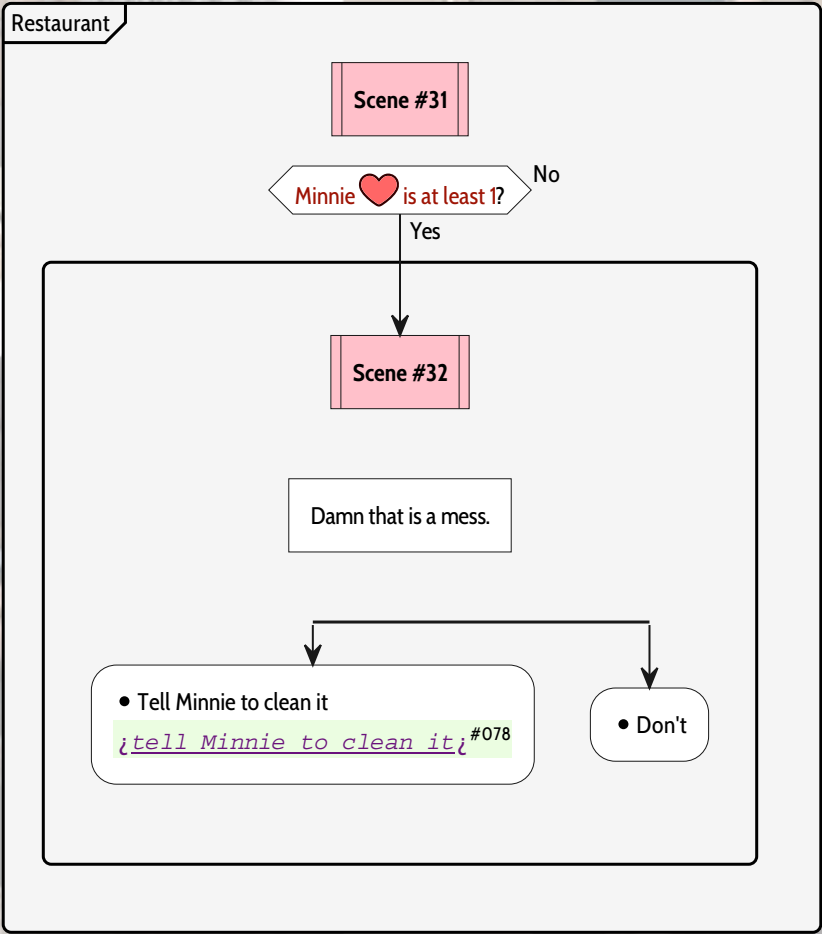 Restaurant
Scene #31
Minnie ❤ is at least 1?
No
Yes
Scene #32
Damn that is a mess.
• Tell Minnie to clean it
¿tell Minnie to clean it¿#078
• Don't